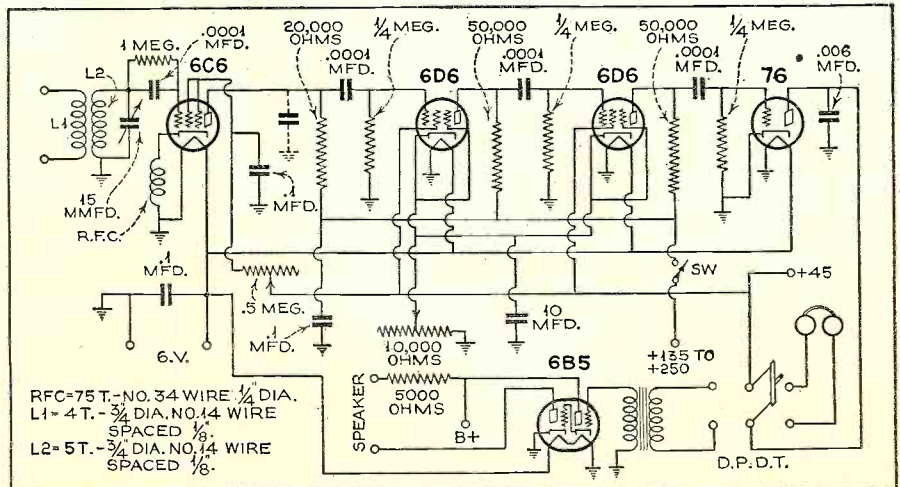 1 MEG.
.0001
MFD.
6C6
L2
L1
15
MMFD.
R.F.C.
20,000
OHMS
.0001
MFD.
1/4 MEG.
6D6
50,000
OHMS
.0001
MFD.
1/4 MEG.
6D6
50,000
OHMS
.0001
MFD.
1/4 MEG.
76
.006
MFD.
.1
MFD.
.1
MFD.
.5 MEG.
.1
MFD.
10,000
OHMS
10
MFD.
SW
+135 TO
+250
+45
6.V.
RFC=75 T.-NO. 34 WIRE 1/4" DIA.
L1= 4 T.- 3/4" DIA. NO. 14 WIRE
SPACED 1/8".
L2= 5 T.- 3/4" DIA. NO. 14 WIRE
SPACED 1/8".
SPEAKER
5000
OHMS
B+
6B5
D.P.D.T.